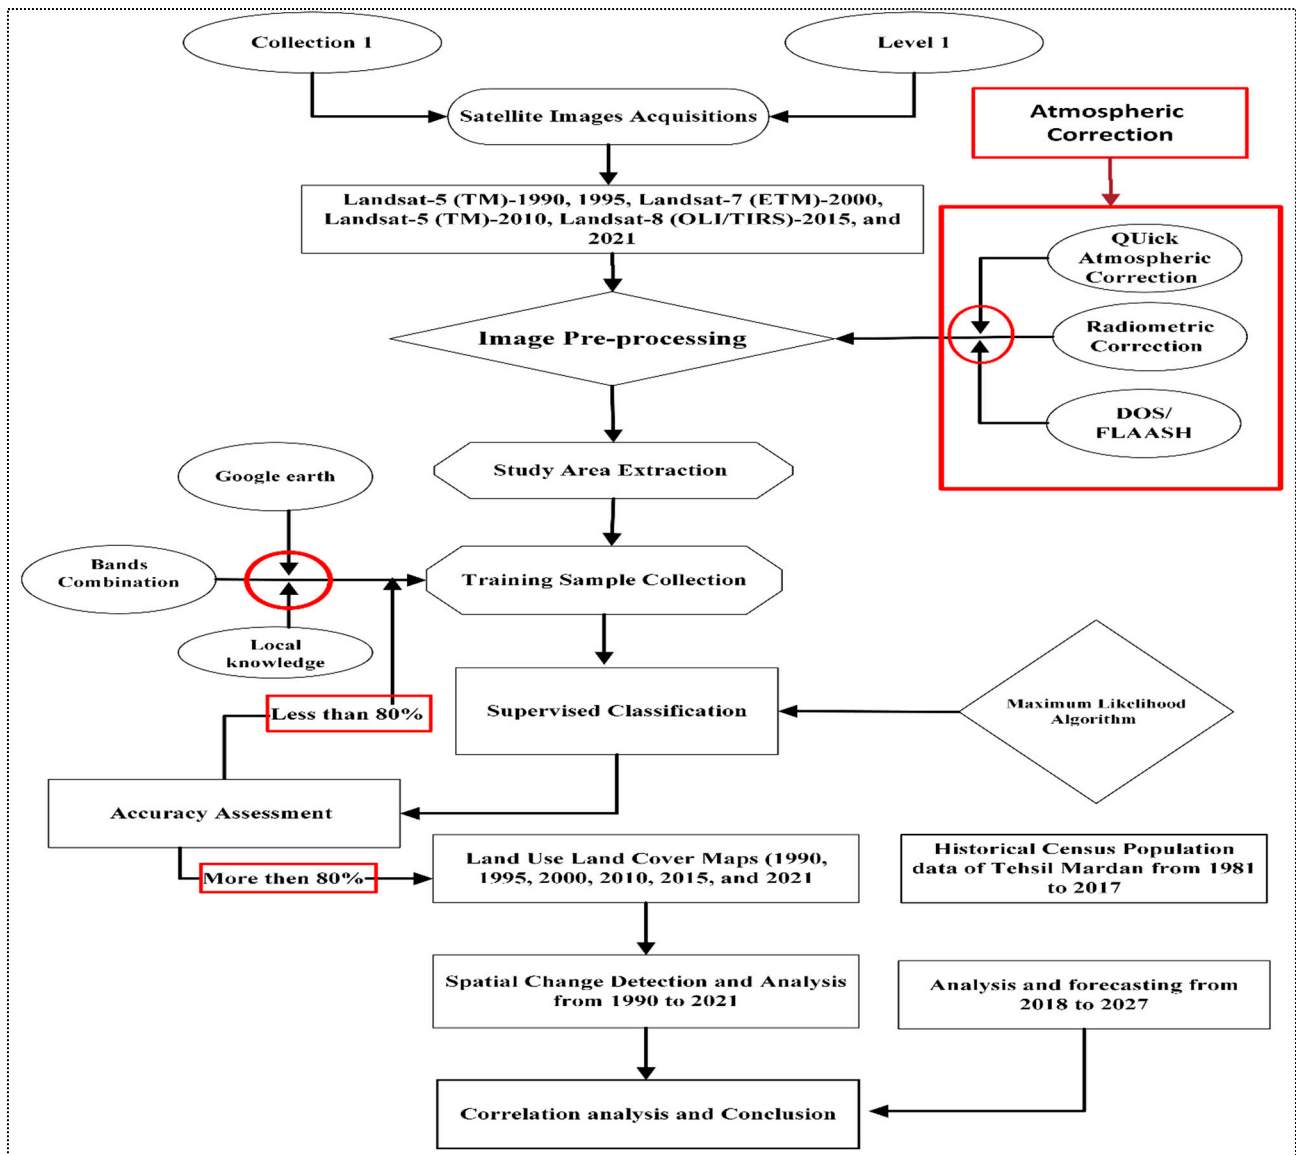 Collection 1
Level 1
Satellite Images Acquisitions
Atmospheric
Correction
Landsat-5 (TM)-1990, 1995, Landsat-7 (ETM)-2000,
Landsat-5 (TM)-2010, Landsat-8 (OLI/TIRS)-2015, and
2021
QUick
Atmospheric
Correction
Image Pre-processing
Radiometric
Correction
DOS/
FLAASH
Study Area Extraction
Google earth
Bands
Combination
Training Sample Collection
Local
knowledge
Less than 80%
Supervised Classification
Maximum Likelihood
Algorithm
Accuracy Assessment
More then 80%
Land Use Land Cover Maps (1990,
1995, 2000, 2010, 2015, and 2021
Historical Census Population
data of Tehsil Mardan from 1981
to 2017
Spatial Change Detection and Analysis
from 1990 to 2021
Analysis and forecasting from
2018 to 2027
Correlation analysis and Conclusion